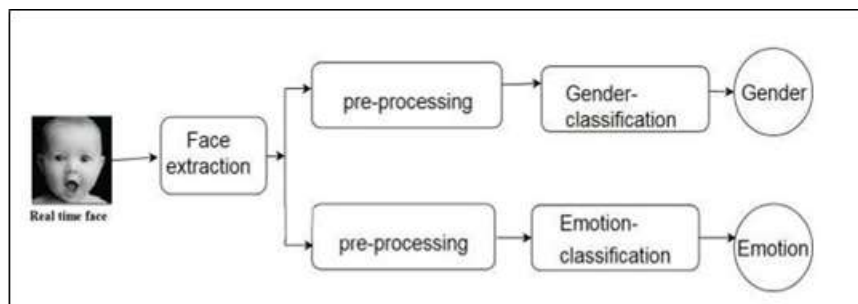 Real time face
Face
extraction
pre-processing
Gender-
classification
Gender
pre-processing
Emotion-
classification
Emotion